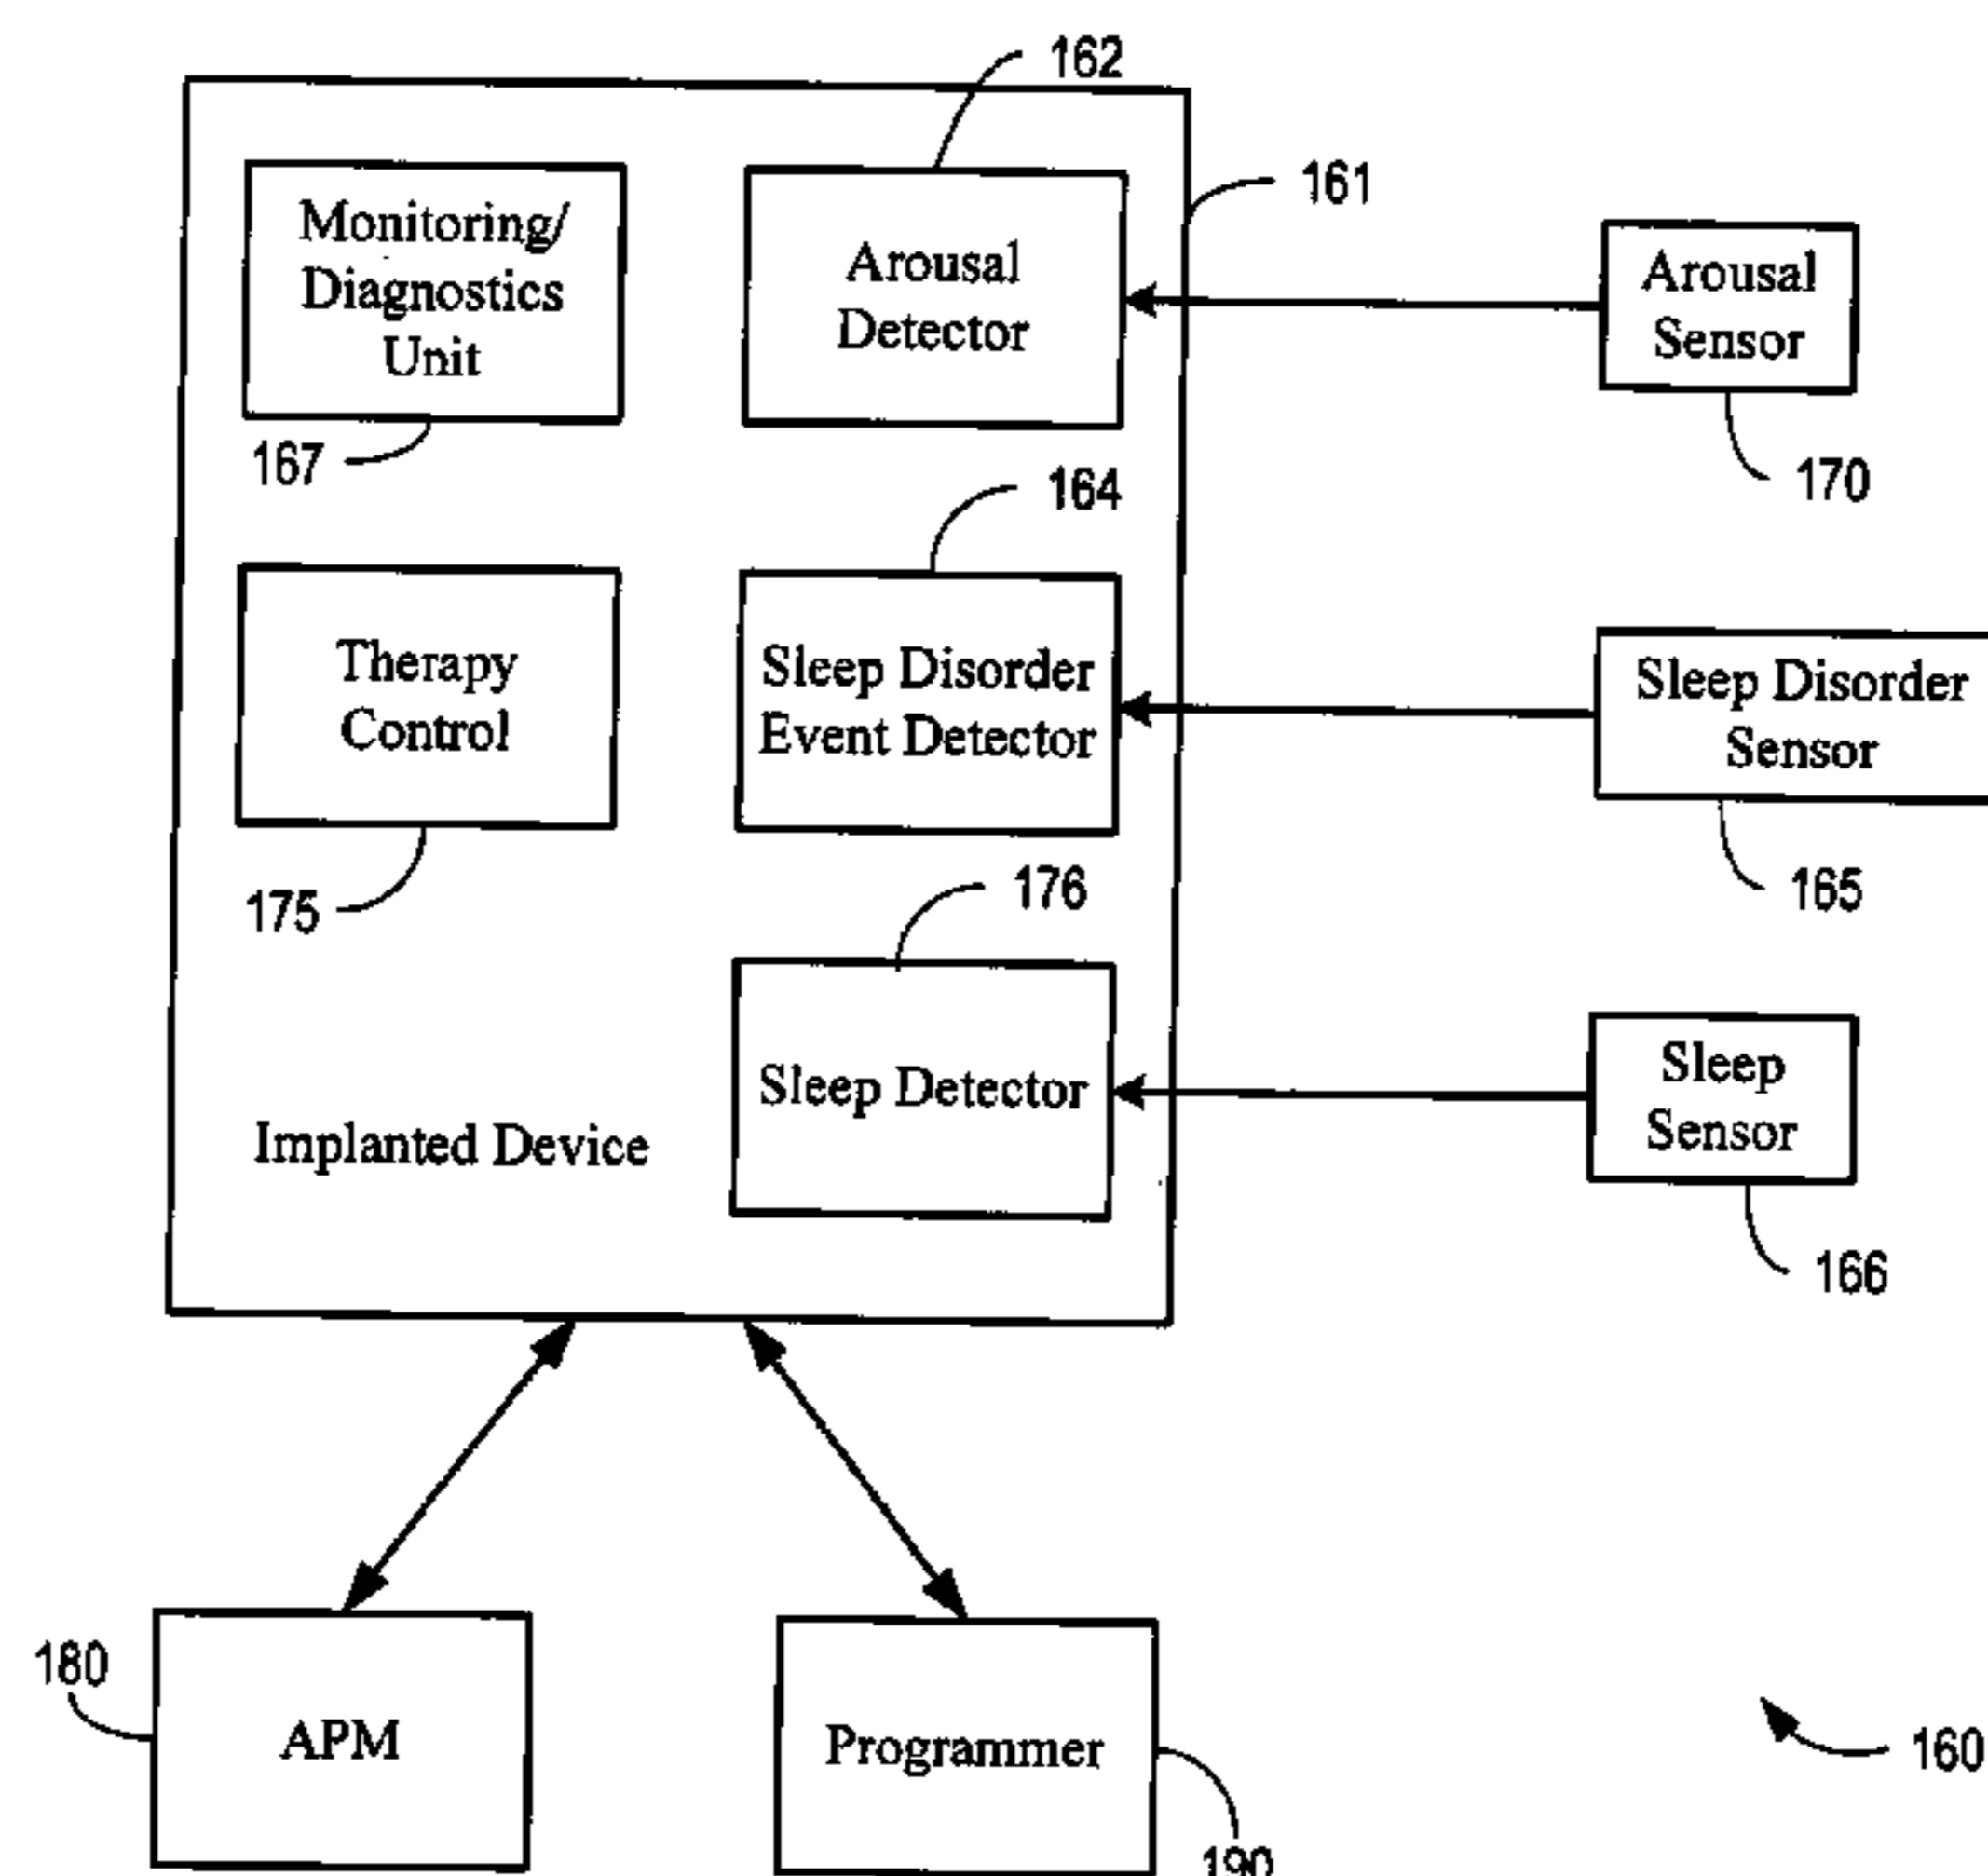 162
161
Monitoring/
Diagnostics
Unit
Arousal
Detector
Arousal
Sensor
167
164
170
Therapy
Control
Sleep Disorder
Event Detector
Sleep Disorder
Sensor
175
176
165
Sleep Detector
Sleep
Sensor
Implanted Device
166
180
APM
Programmer
160
190